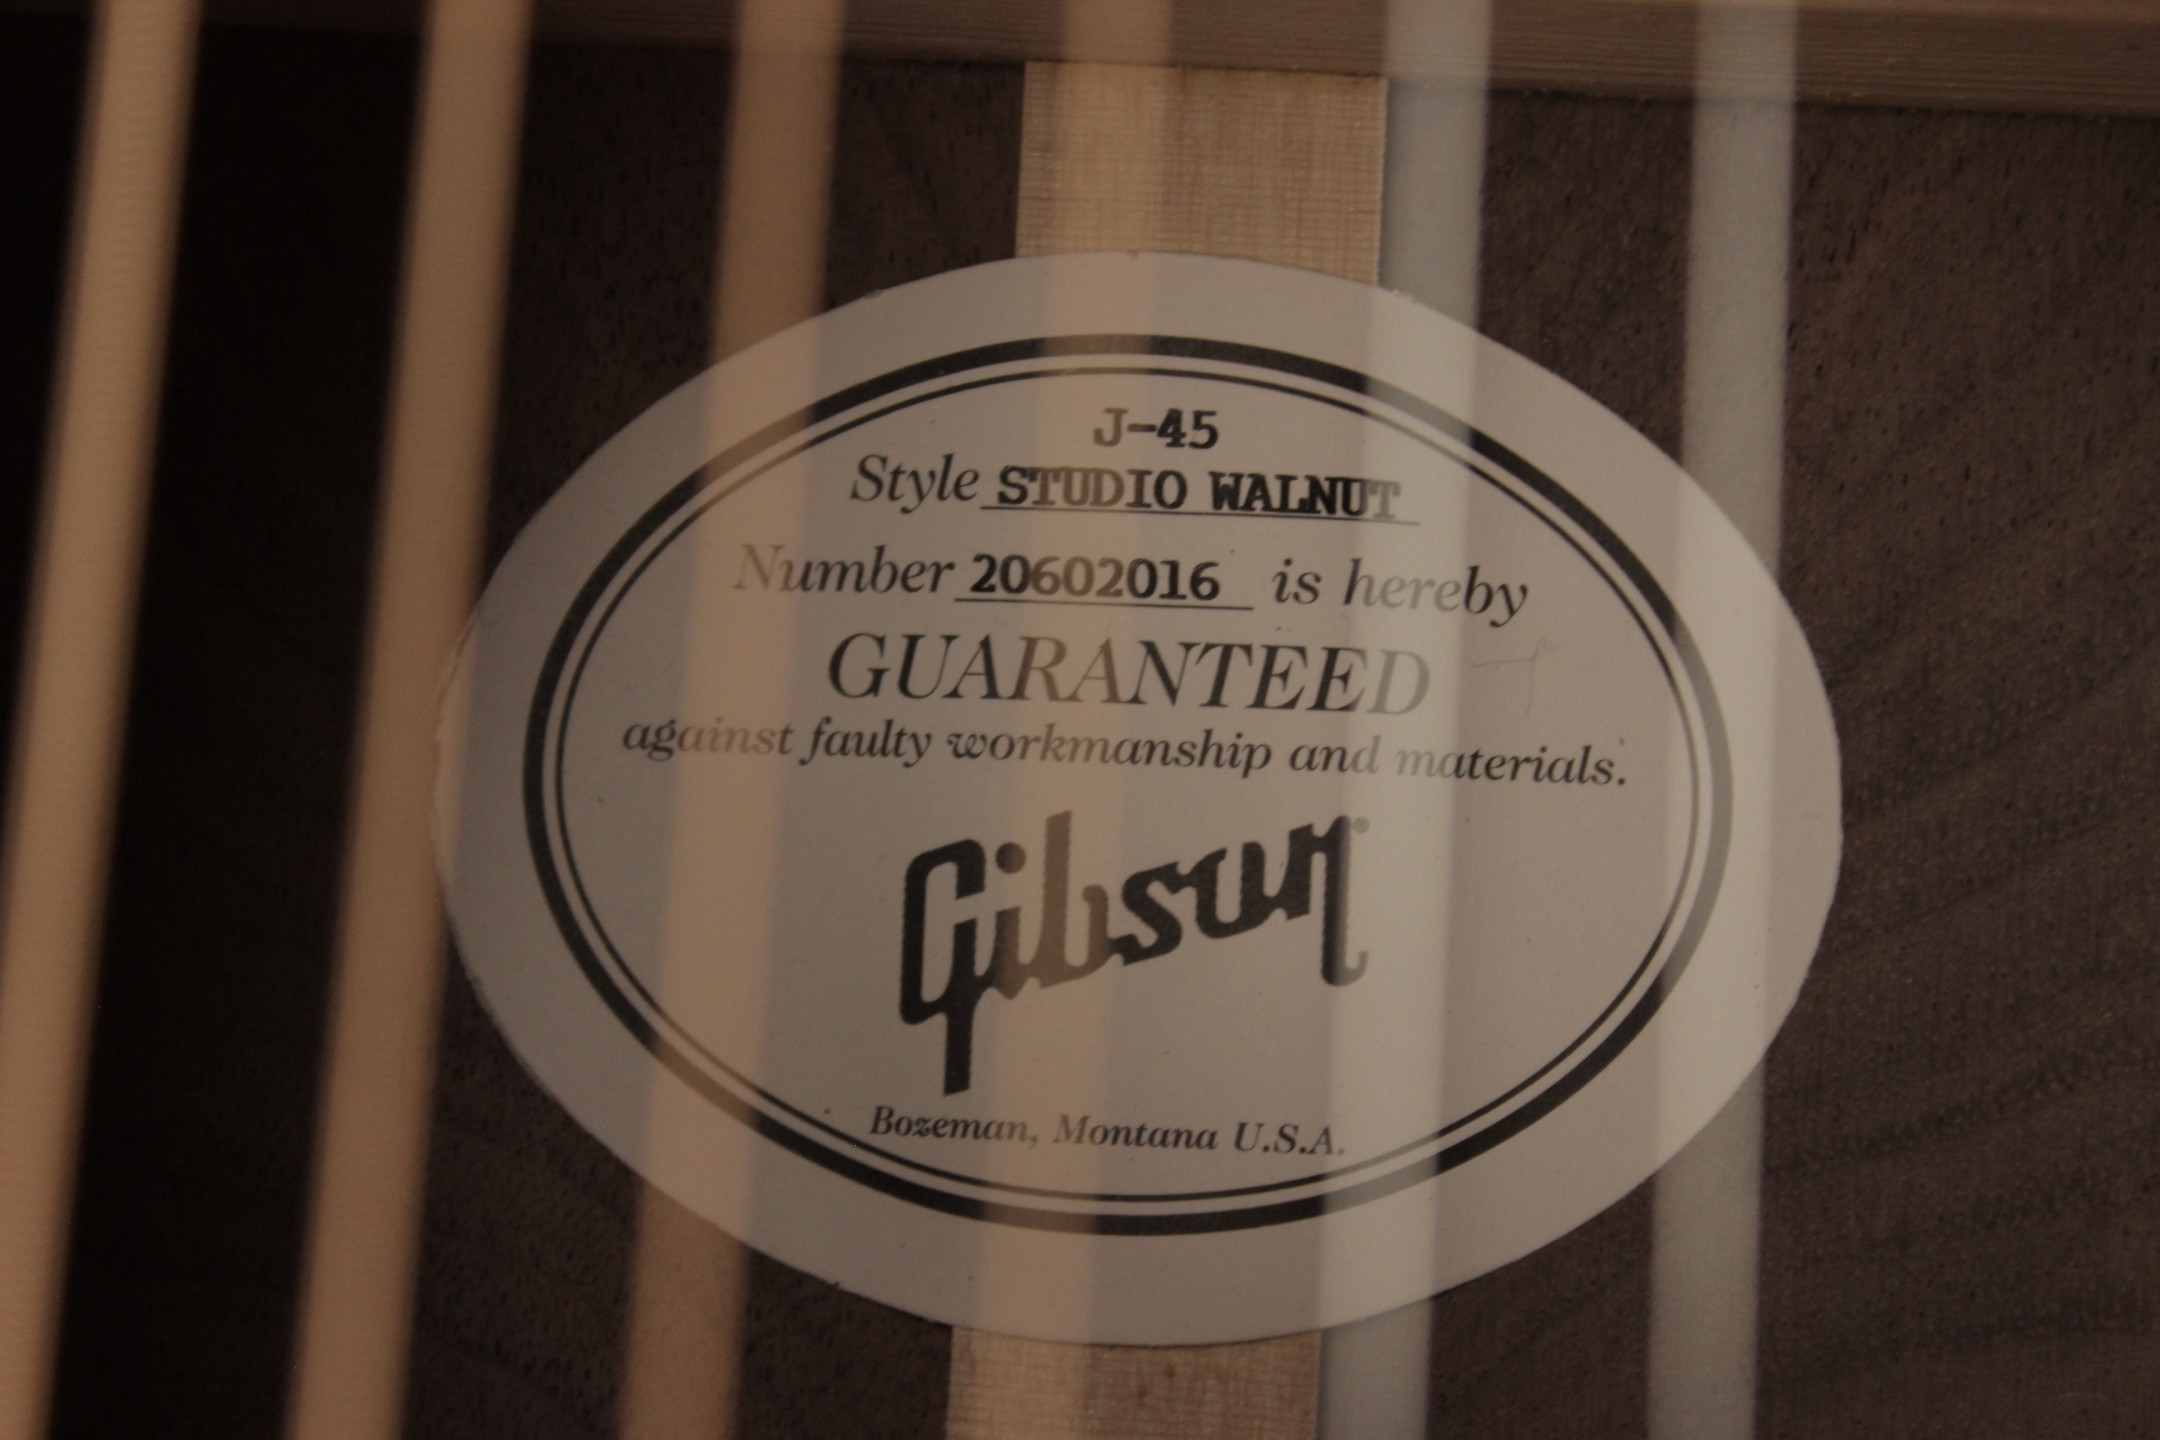 J-45
Style STUDIO WALNUT
Number 20602016 is hereby
GUARANTEED
against faulty workmanship and materials.
Gibson®
Bozeman, Montana U.S.A.